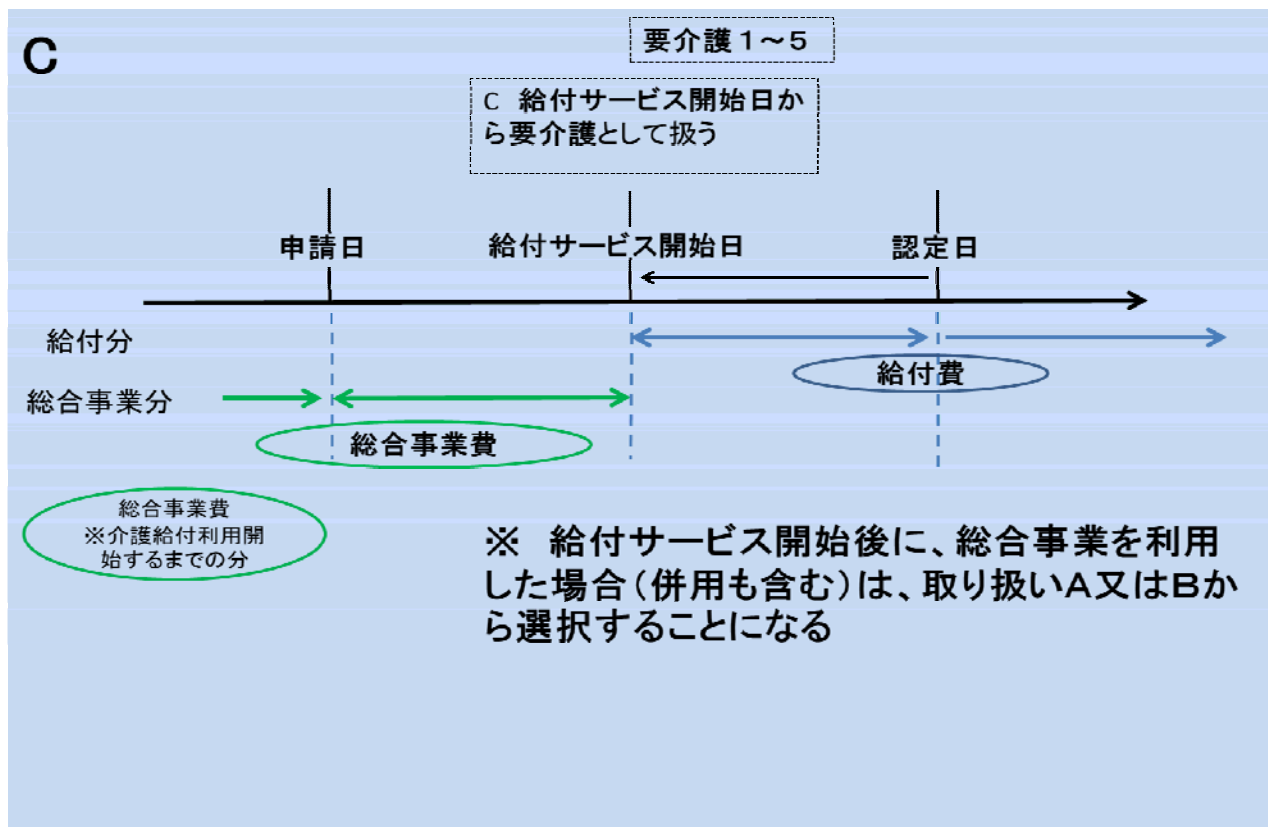 C
要介護１～５
C 給付サービス開始日か
ら要介護として扱う
申請日
給付サービス開始日
認定日
給付分
給付費
総合事業分
総合事業費
総合事業費
※介護給付利用開
始するまでの分
※　給付サービス開始後に、総合事業を利用
した場合（併用も含む）は、取り扱いA又はBか
ら選択することになる